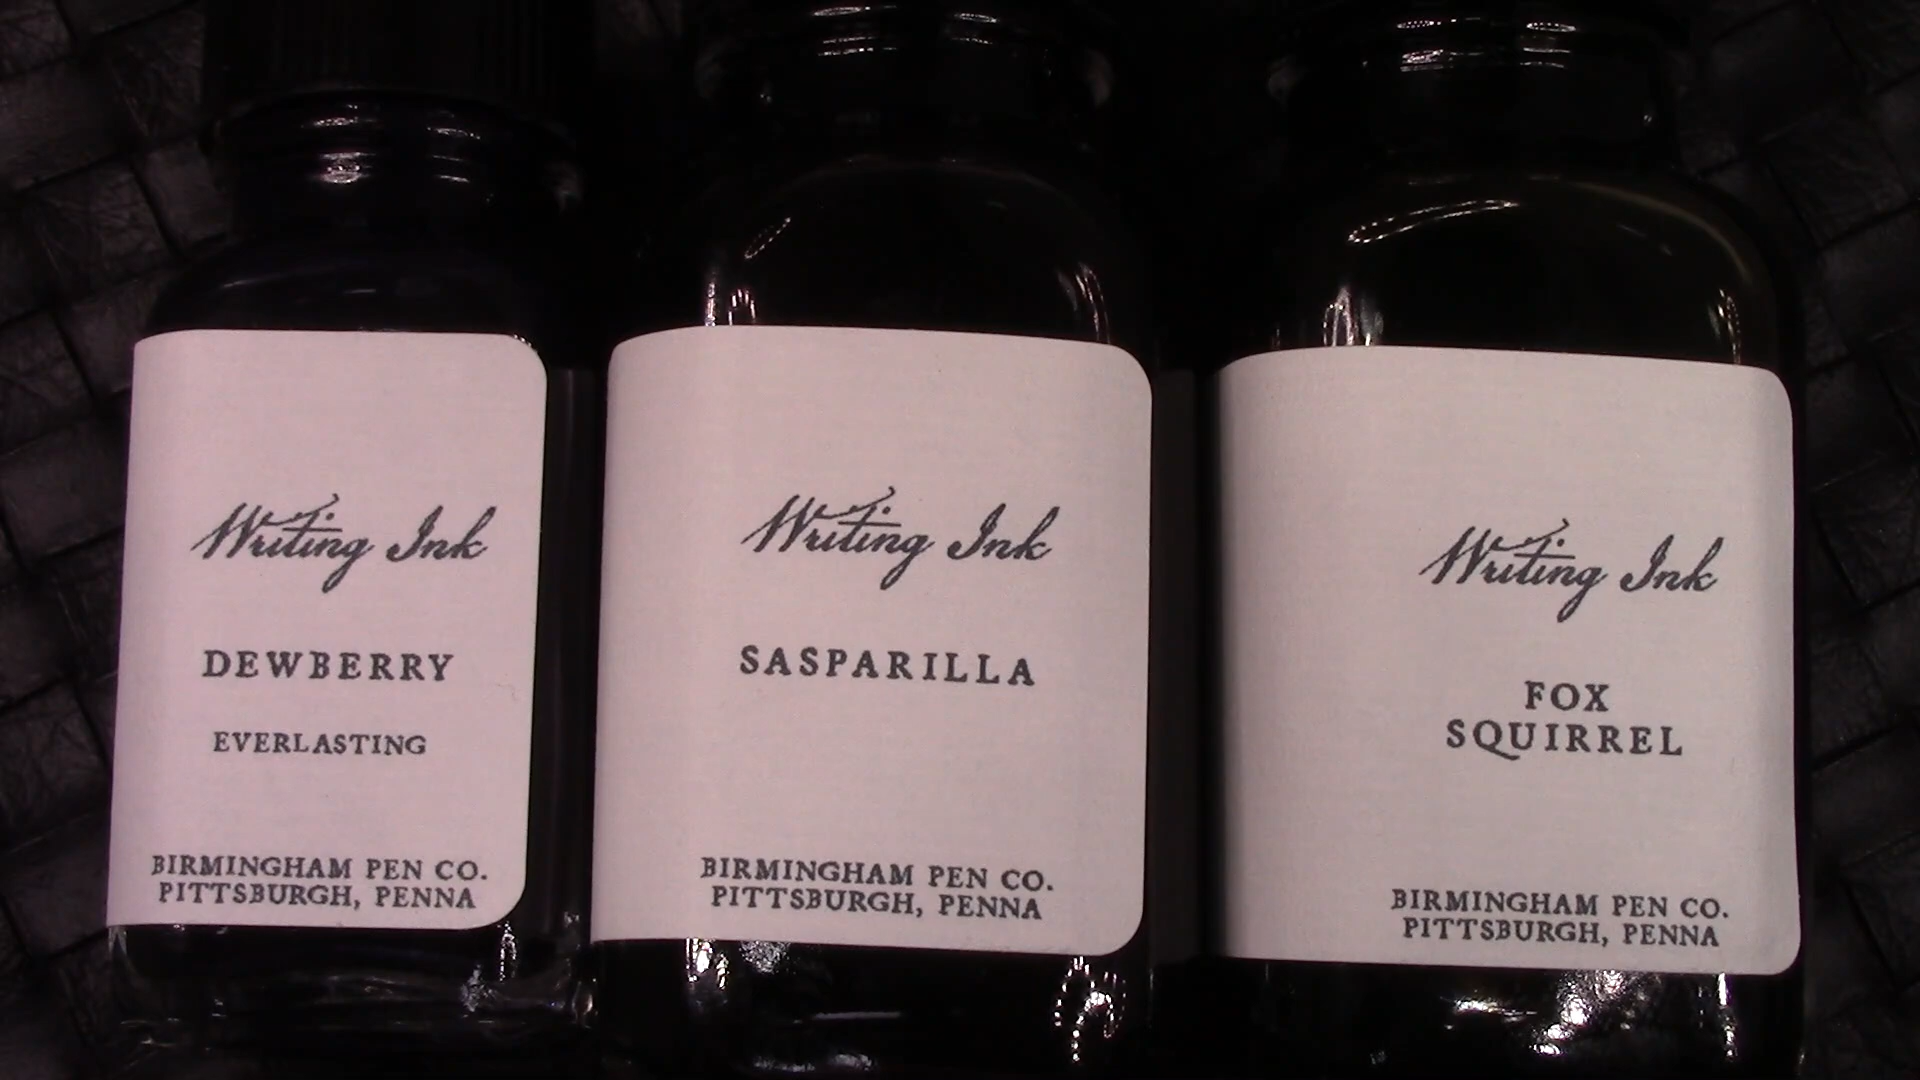 Writing Ink
DEWBERRY
EVERLASTING
BIRMINGHAM PEN CO.
PITTSBURGH, PENNA
Writing Ink
SASPARILLA
BIRMINGHAM PEN CO.
PITTSBURGH, PENNA
Writing Ink
FOX
SQUIRREL
BIRMINGHAM PEN CO.
PITTSBURGH, PENNA